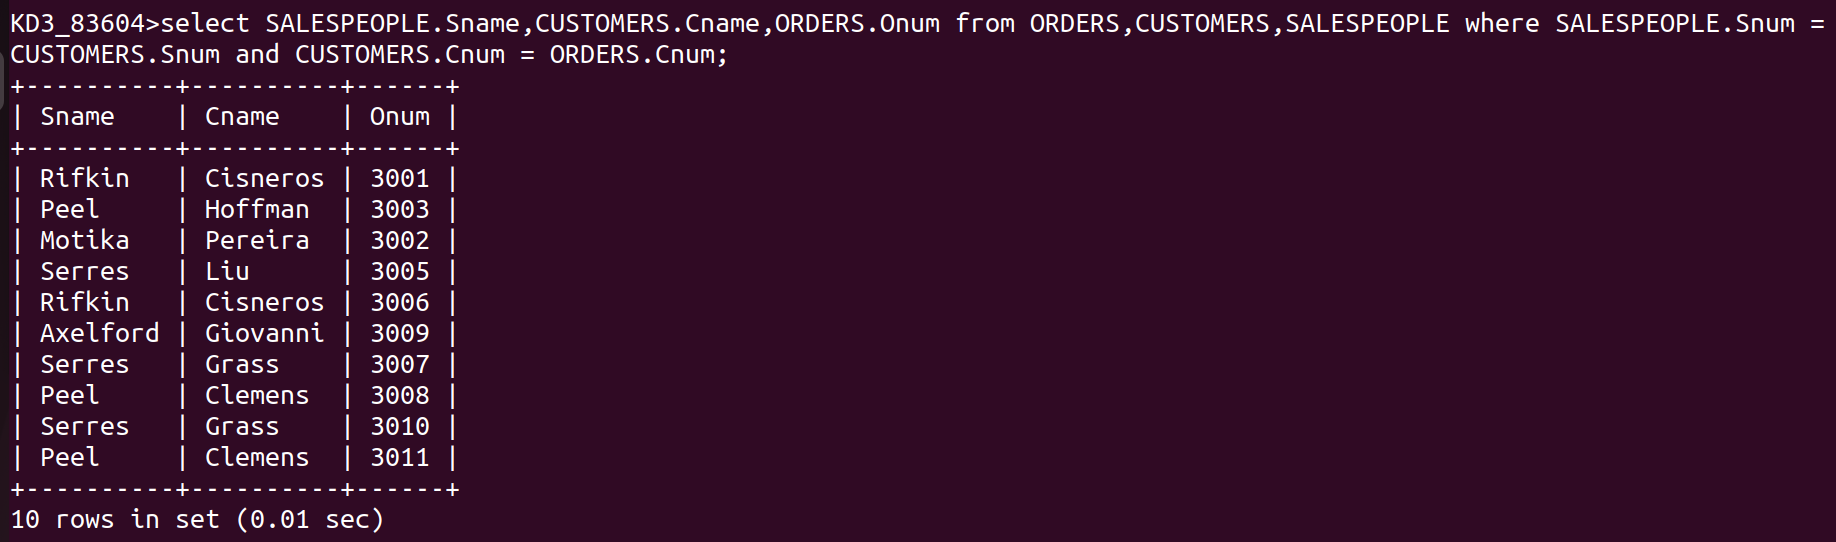 KD3_83604>select SALESPEOPLE.Sname,CUSTOMERS.Cname,ORDERS.Onum from ORDERS,CUSTOMERS,SALESPEOPLE where SALESPEOPLE.Snum =
CUSTOMERS.Snum and CUSTOMERS.Cnum = ORDERS.Cnum;
+----------+----------+------+
| Sname    | Cname    | Onum |
+----------+----------+------+
| Rifkin   | Cisneros | 3001 |
| Peel     | Hoffman  | 3003 |
| Motika   | Pereira  | 3002 |
| Serres   | Liu      | 3005 |
| Rifkin   | Cisneros | 3006 |
| Axelford | Giovanni | 3009 |
| Serres   | Grass    | 3007 |
| Peel     | Clemens  | 3008 |
| Serres   | Grass    | 3010 |
| Peel     | Clemens  | 3011 |
+----------+----------+------+
10 rows in set (0.01 sec)